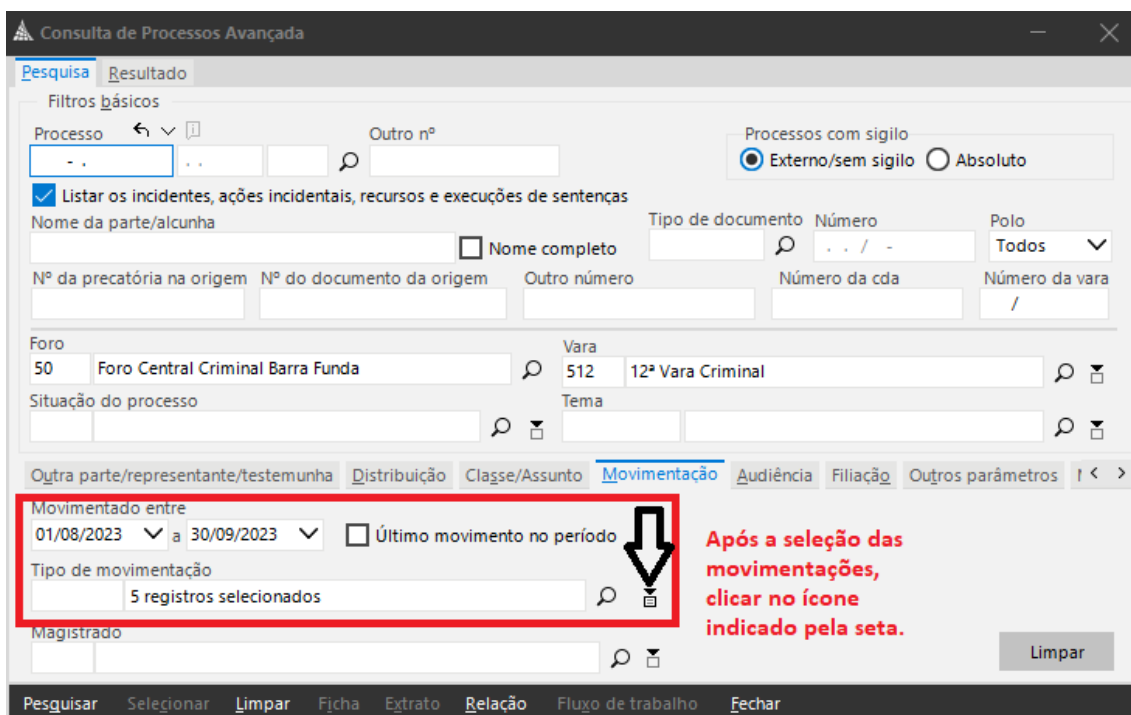 Consulta de Processos Avançada
Pesquisa Resultado
Filtros básicos
Processo Outro nº Processos com sigilo
- . . . Externo/sem sigilo Absoluto
Listar os incidentes, ações incidentais, recursos e execuções de sentenças
Nome da parte/alcunha Tipo de documento Número Polo
Nome completo . . / - Todos
Nº da precatória na origem Nº do documento da origem Outro número Número da cda Número da vara
/
Foro Vara
50 Foro Central Criminal Barra Funda 512 12ª Vara Criminal
Situação do processo Tema
Outra parte/representante/testemunha Distribuição Classe/Assunto Movimentação Audiência Filiação Outros parâmetros
Movimentado entre
01/08/2023 a 30/09/2023 Último movimento no período
Tipo de movimentação
5 registros selecionados
Após a seleção das
movimentações,
clicar no ícone
indicado pela seta.
Magistrado
Limpar
Pesquisar Selecionar Limpar Ficha Extrato Relação Fluxo de trabalho Fechar